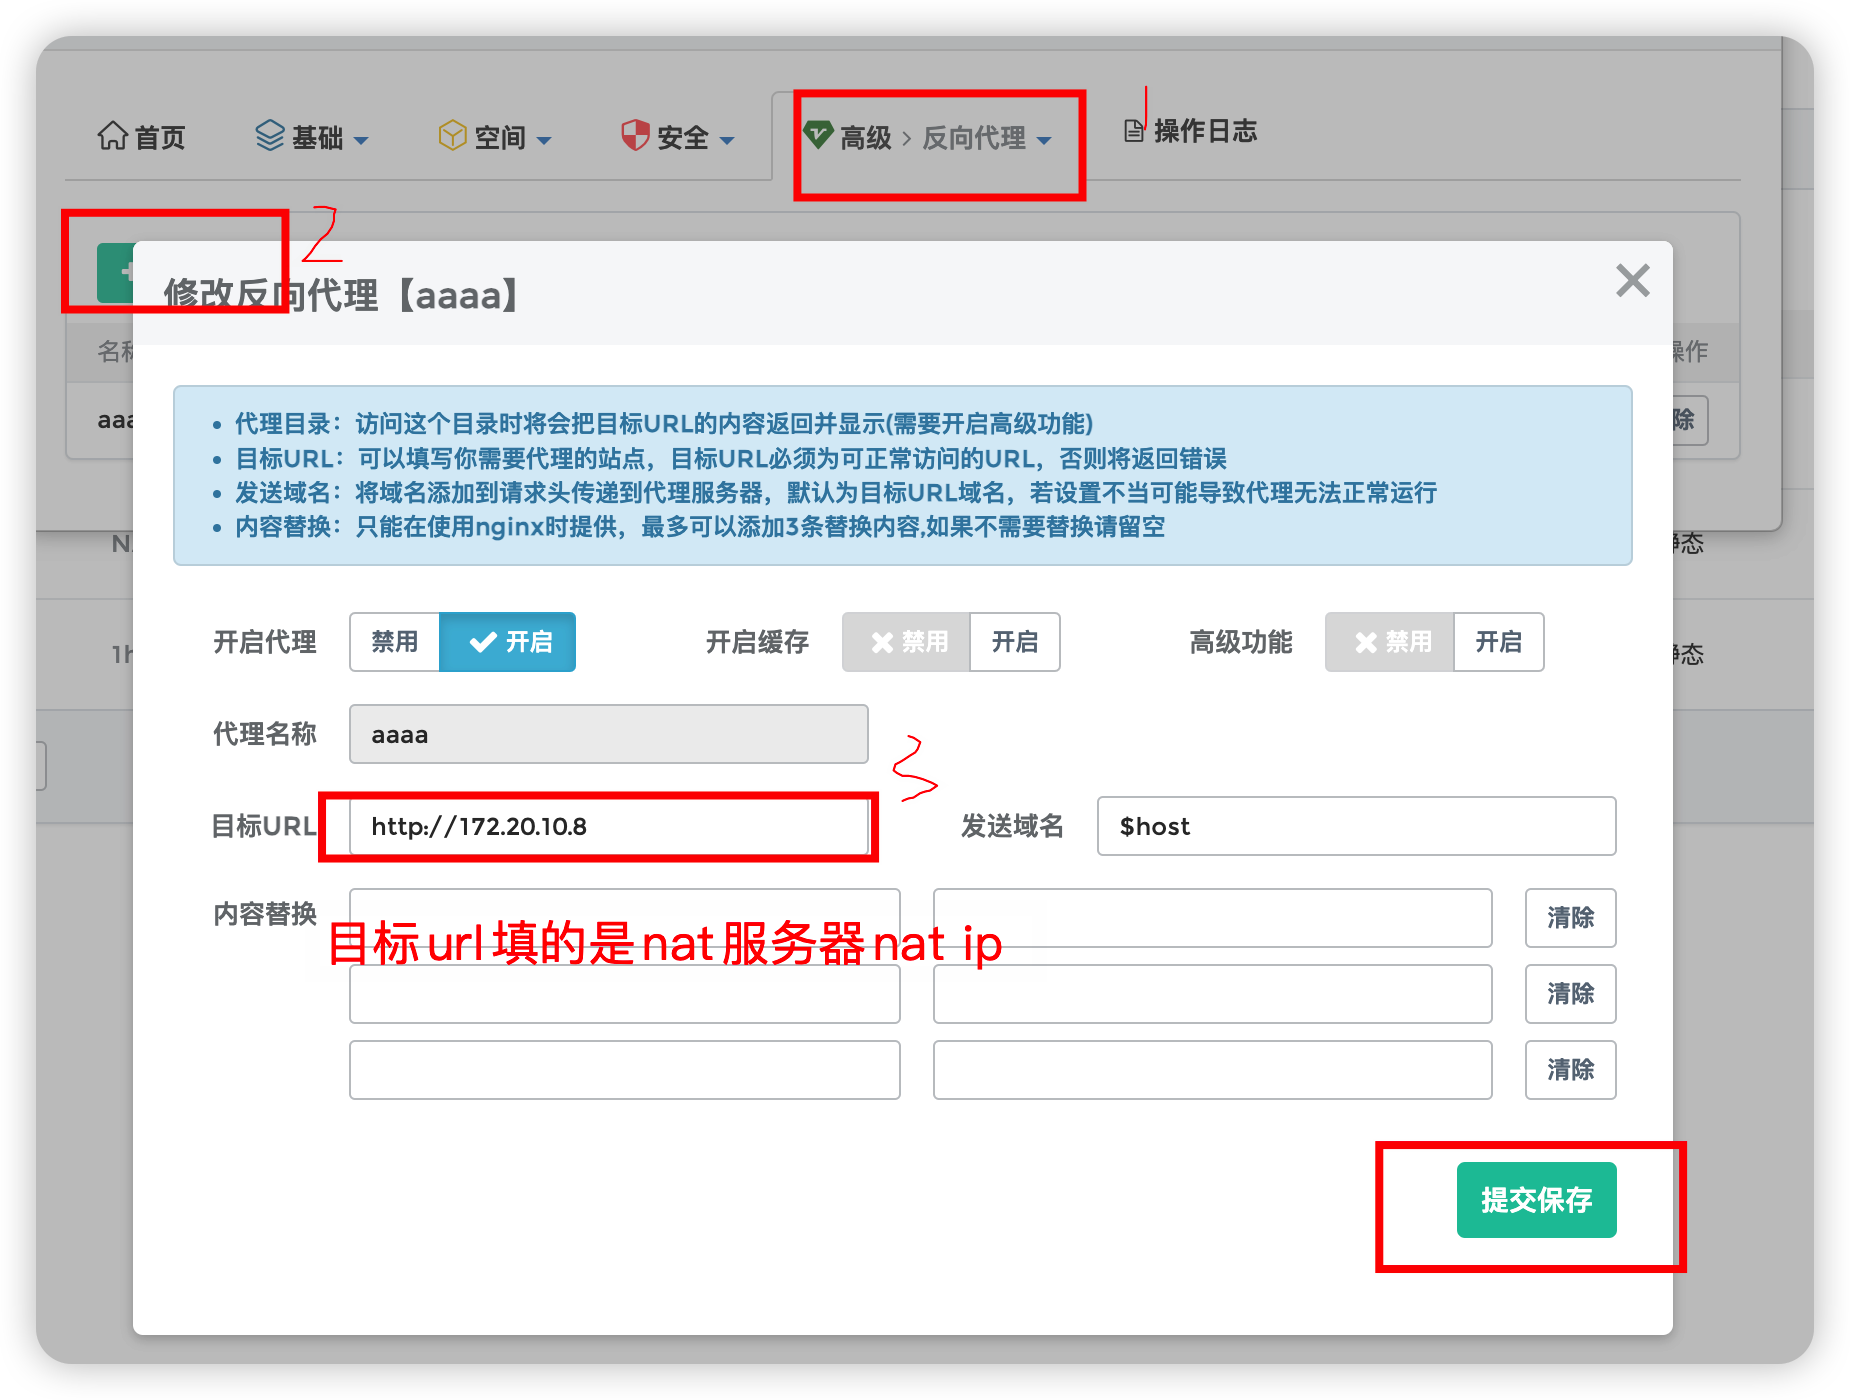 首页 基础 空间 安全 高级 > 反向代理 操作日志
1
2
修改反向代理【aaaa】
名称 操作
代理目录：访问这个目录时将会把目标URL的内容返回并显示(需要开启高级功能)
目标URL：可以填写你需要代理的站点，目标URL必须为可正常访问的URL，否则将返回错误
发送域名：将域名添加到请求头传递到代理服务器，默认为目标URL域名，若设置不当可能导致代理无法正常运行
内容替换：只能在使用nginx时提供，最多可以添加3条替换内容,如果不需要替换请留空
开启代理 禁用 开启 开启缓存 禁用 开启 高级功能 禁用 开启
代理名称 aaaa
3
目标URL http://172.20.10.8 发送域名 $host
内容替换 清除
目标url填的是nat服务器nat ip
清除
清除
提交保存